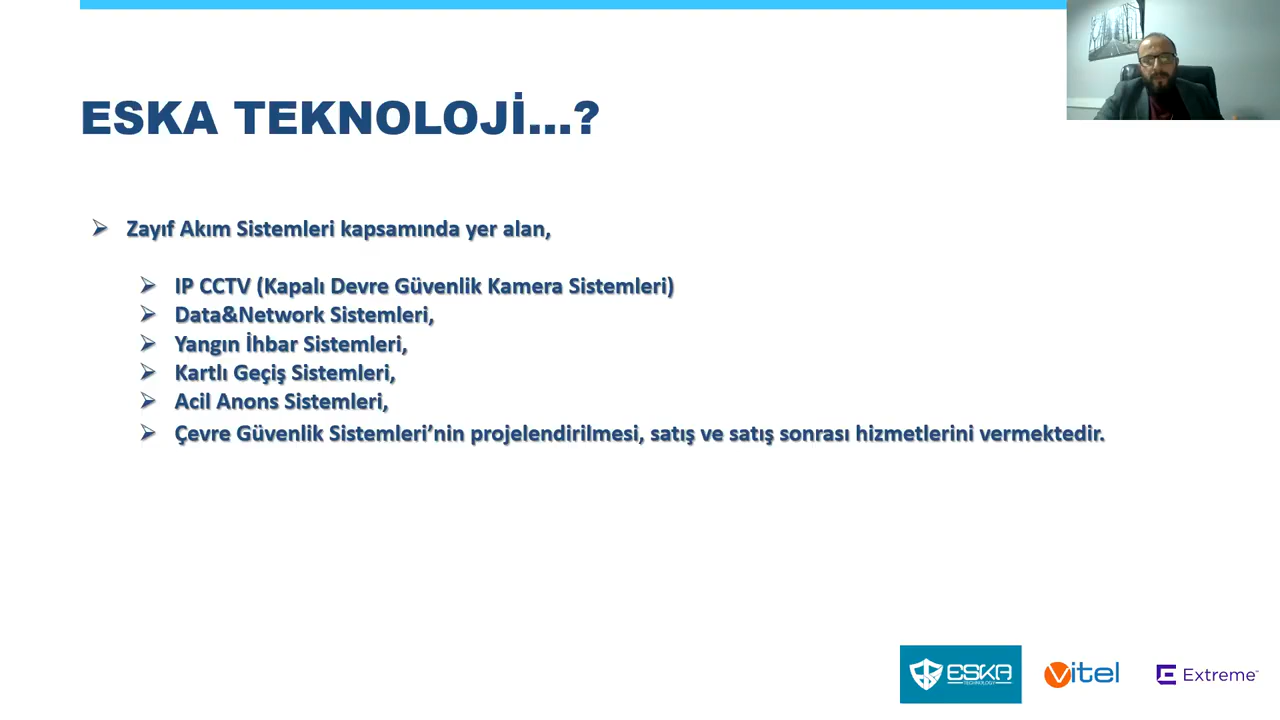 ESKA TEKNOLOJİ...?
Zayıf Akım Sistemleri kapsamında yer alan,
IP CCTV (Kapalı Devre Güvenlik Kamera Sistemleri)
Data&Network Sistemleri,
Yangın İhbar Sistemleri,
Kartlı Geçiş Sistemleri,
Acil Anons Sistemleri,
Çevre Güvenlik Sistemleri’nin projelendirilmesi, satış ve satış sonrası hizmetlerini vermektedir.
ESKA
TECHNOLOGY
vitel
Extreme